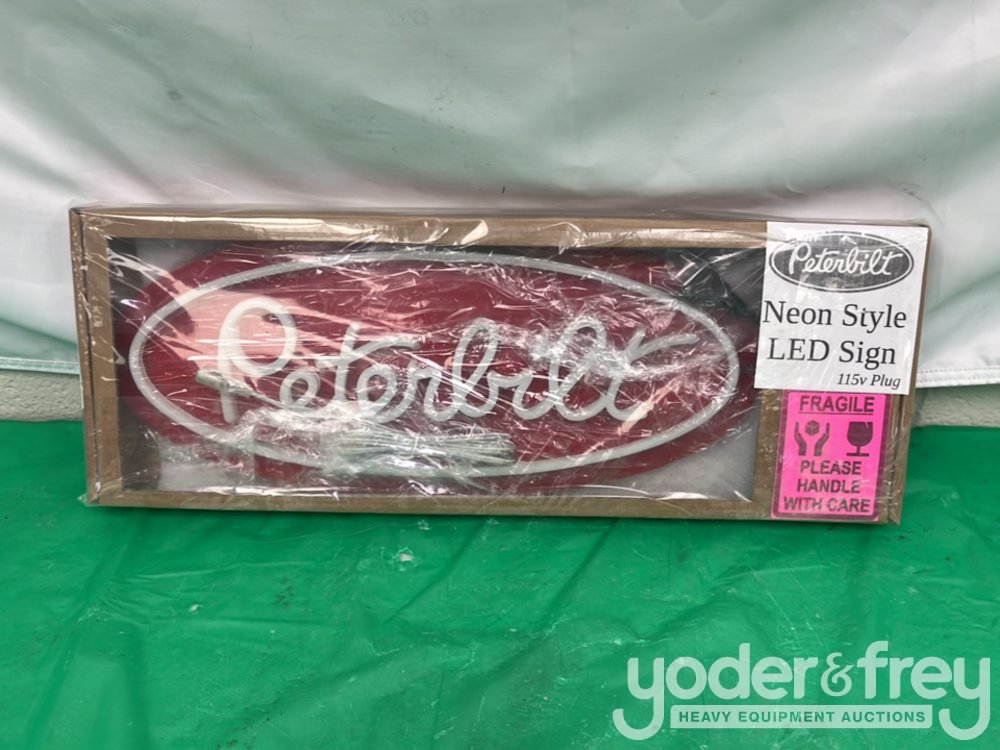 Peterbilt
Peterbilt
Neon Style
LED Sign
115v Plug
FRAGILE
PLEASE
HANDLE
WITH CARE
yoder&frey
HEAVY EQUIPMENT AUCTIONS